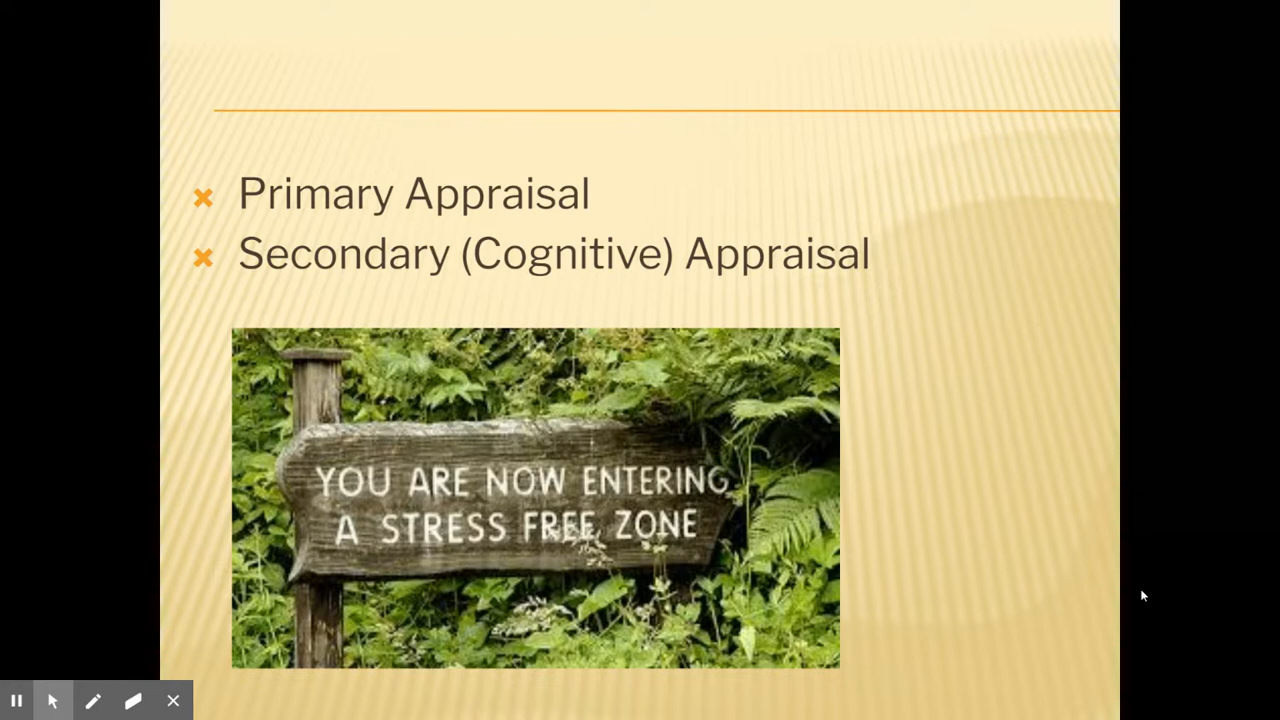 Primary Appraisal
Secondary (Cognitive) Appraisal
YOU ARE NOW ENTERING
A STRESS FREE ZONE